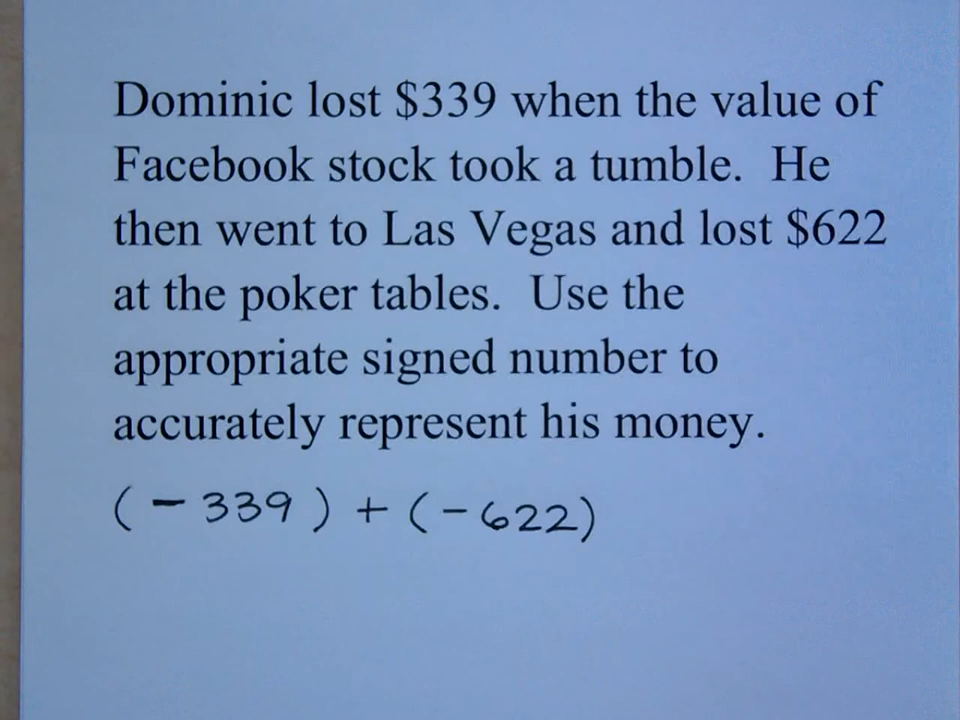 Dominic lost $339 when the value of
Facebook stock took a tumble. He
then went to Las Vegas and lost $622
at the poker tables. Use the
appropriate signed number to
accurately represent his money.
(-339) + (-622)